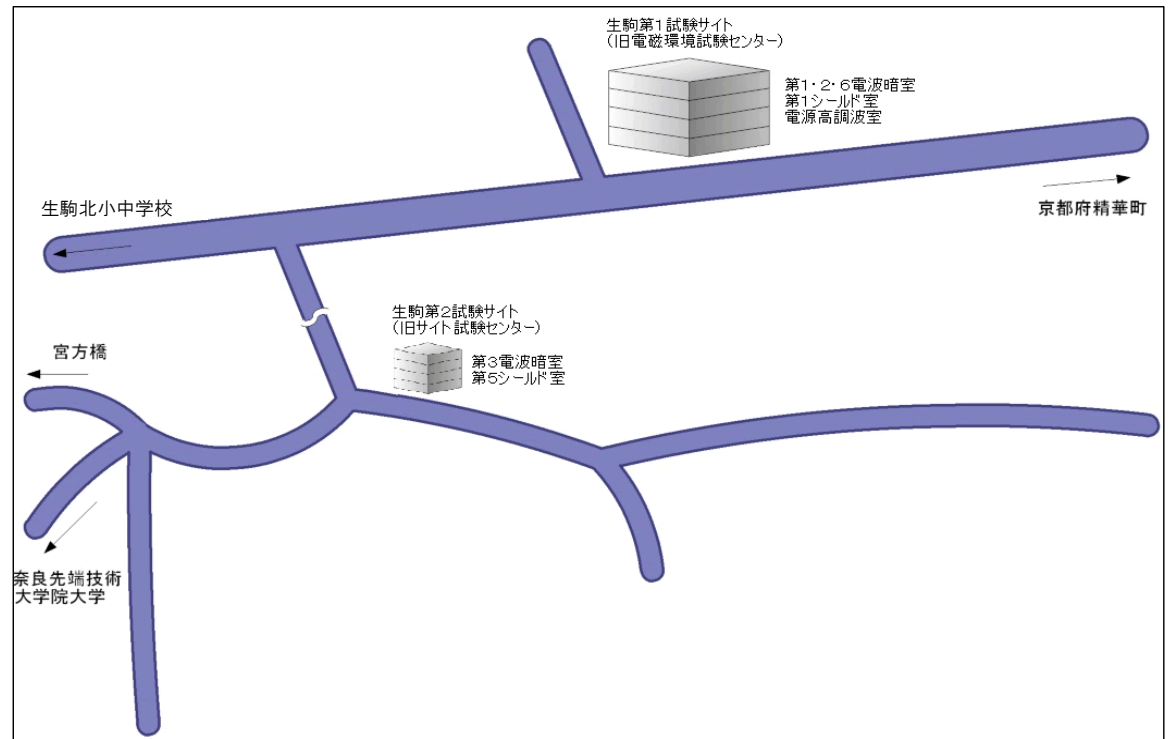 生駒第1試験サイト
(旧電磁環境試験センター)
第1・2・6電波暗室
第1シールド室
電源高調波室
生駒北小中学校
京都府精華町
生駒第2試験サイト
(旧サイト試験センター)
第3電波暗室
第5シールド室
宮方橋
奈良先端技術
大学院大学